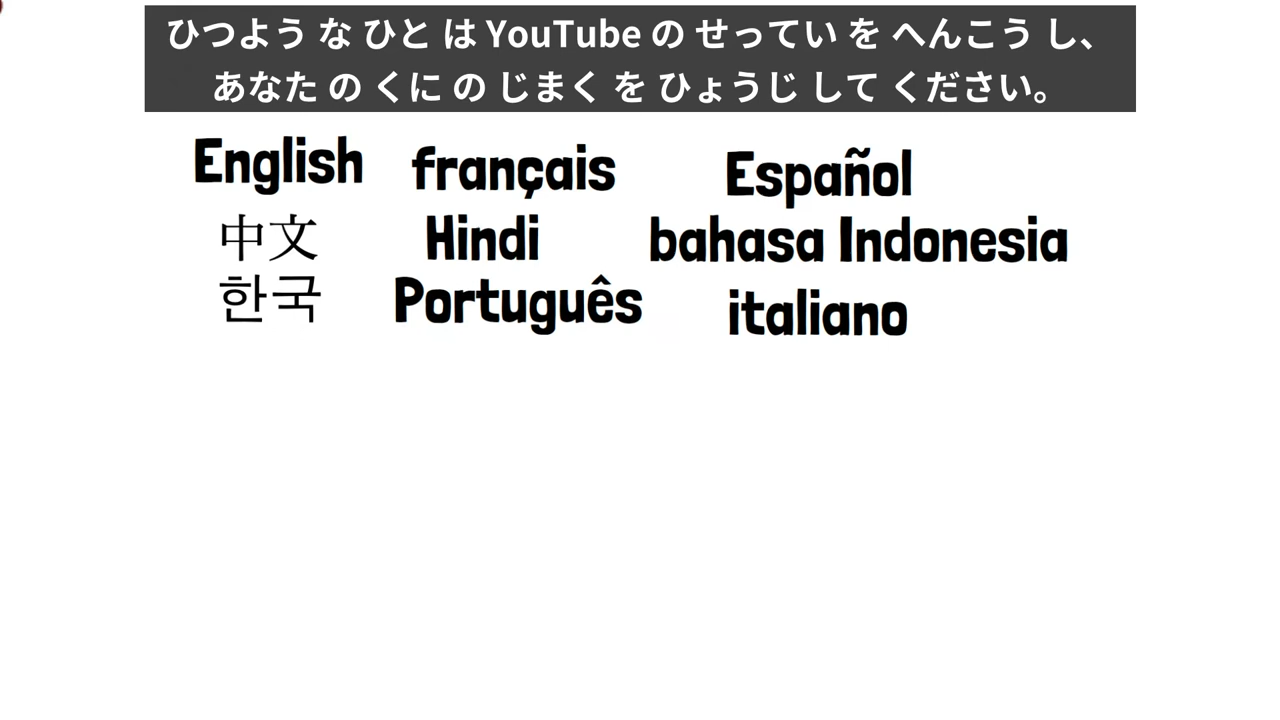 ひつよう な ひと は YouTube の せってい を へんこう し、
あなた の くに の じまく を ひょうじ して ください。
English français Español
中文 Hindi bahasa Indonesia
한국 Português italiano